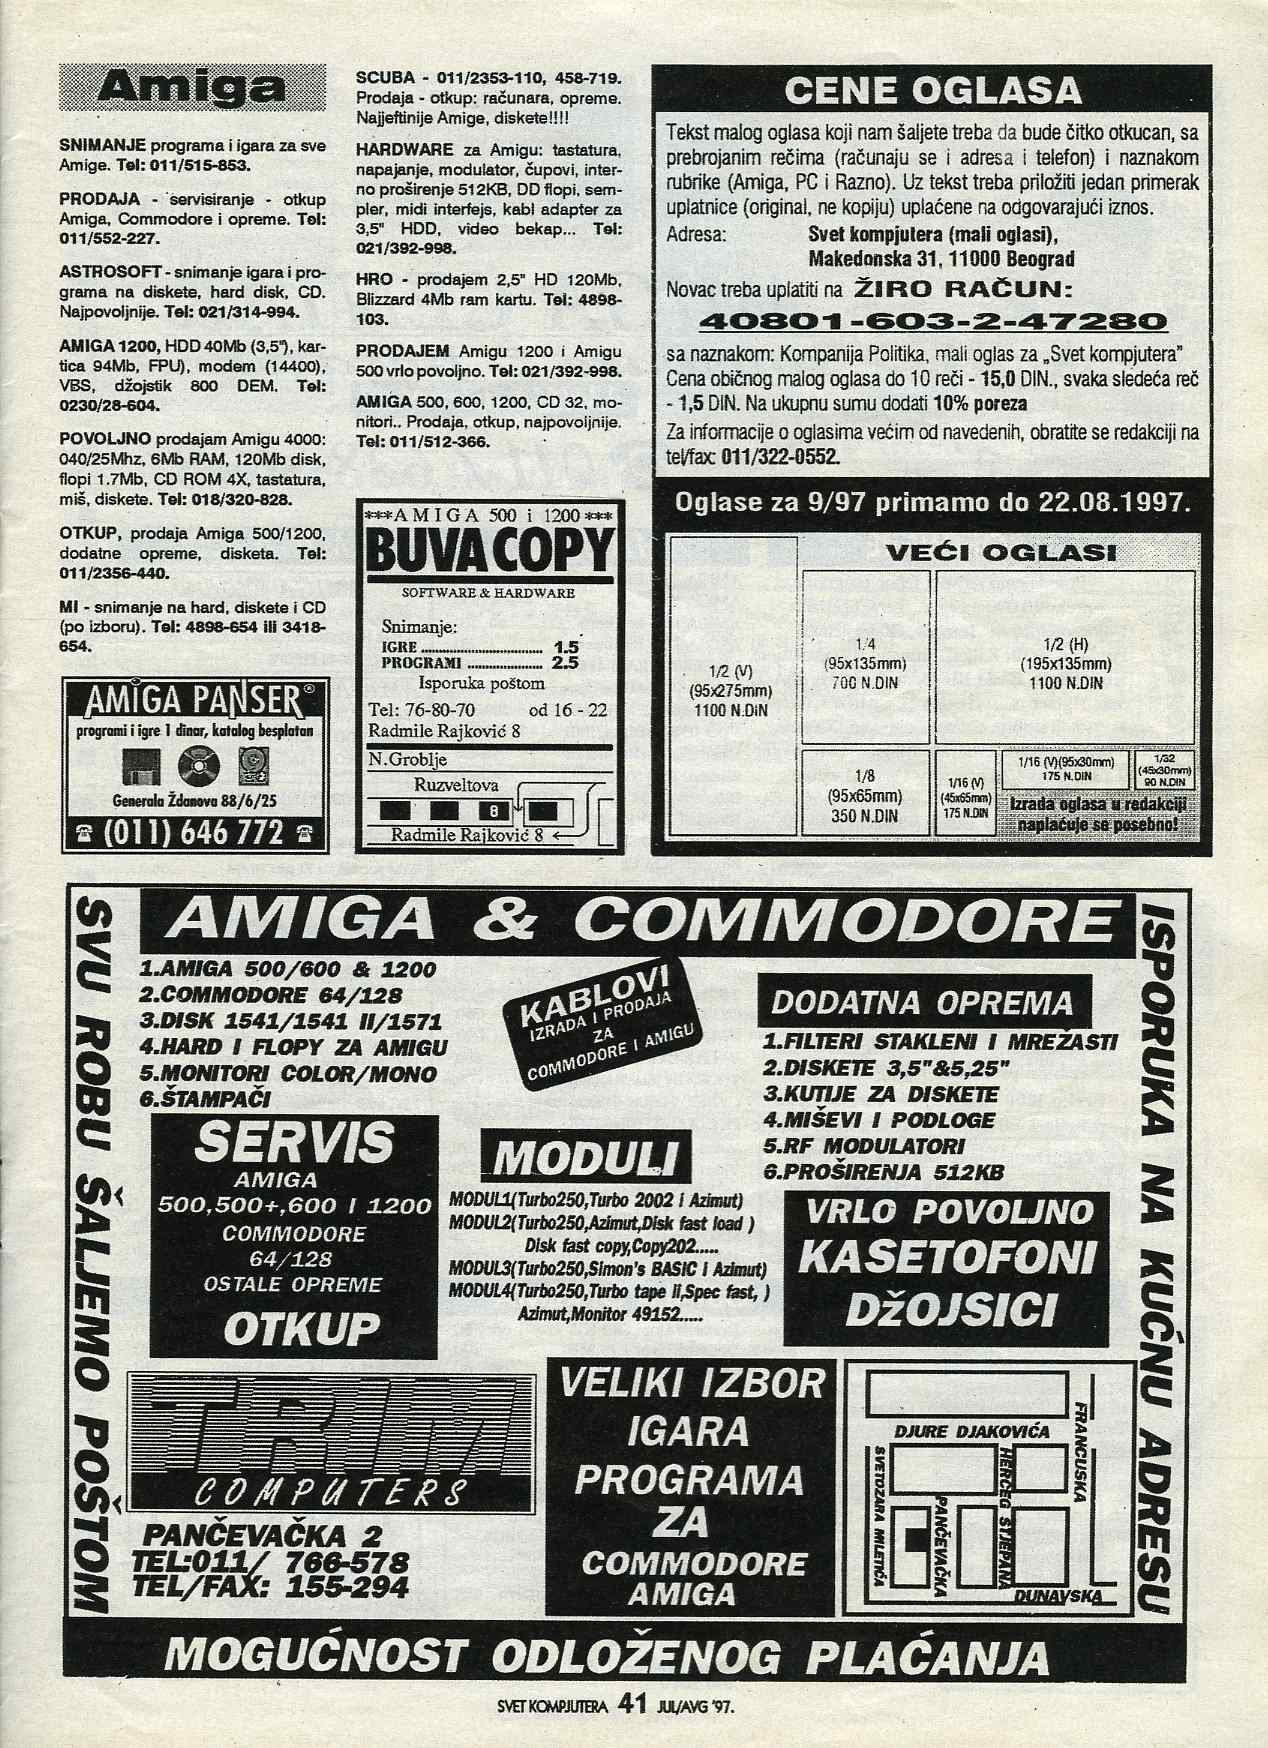 Amiga
SNIMANJE programa i igara za sve
Amige. Tel: 011/515-853.
PRODAJA - servisiranje - otkup
Amiga, Commodore i opreme. Tel:
011/552-227.
ASTROSOFT - snimanje igara i pro-
grama na diskete, hard disk, CD.
Najpovoljnije. Tel: 021/314-994.
AMIGA 1200, HDD 40Mb (3,5"), kar-
tica 94Mb, FPU), modem (14400),
VBS, džojstik 800 DEM. Tel:
0230/28-604.
POVOLJNO prodajam Amigu 4000:
040/25Mhz, 6Mb RAM, 120Mb disk,
flopi 1.7Mb, CD ROM 4X, tastatura,
miš, diskete. Tel: 018/320-828.
OTKUP, prodaja Amiga 500/1200,
dodatne opreme, disketa. Tel:
011/2356-440.
MI - snimanje na hard, diskete i CD
(po izboru). Tel: 4898-654 ili 3418-
654.
AMIGA PANSER®
programi i igre 1 dinar, katalog besplatan
Generala Ždanova 88/6/25
☎ (011) 646 772 ☎
SCUBA - 011/2353-110, 458-719.
Prodaja - otkup: računara, opreme.
Najjeftinije Amige, diskete!!!!
HARDWARE za Amigu: tastatura,
napajanje, modulator, čupovi, inter-
no proširenje 512KB, DD flopi, sem-
pler, midi interfejs, kabl adapter za
3,5" HDD, video bekap... Tel:
021/392-998.
HRO - prodajem 2,5" HD 120Mb,
Blizzard 4Mb ram kartu. Tel: 4898-
103.
PRODAJEM Amigu 1200 i Amigu
500 vrlo povoljno. Tel: 021/392-998.
AMIGA 500, 600, 1200, CD 32, mo-
nitori.. Prodaja, otkup, najpovoljnije.
Tel: 011/512-366.
***AMIGA 500 i 1200***
BUVA COPY
SOFTWARE & HARDWARE
Snimanje:
IGRE ................................ 1.5
PROGRAMI .................... 2.5
Isporuka poštom
Tel: 76-80-70 od 16 - 22
Radmile Rajković 8
N.Groblje
Ruzveltova
8
Radmile Rajković 8
CENE OGLASA
Tekst malog oglasa koji nam šaljete treba da bude čitko otkucan, sa
prebrojanim rečima (računaju se i adresa i telefon) i naznakom
rubrike (Amiga, PC i Razno). Uz tekst treba priložiti jedan primerak
uplatnice (original, ne kopiju) uplaćene na odgovarajući iznos.
Adresa: Svet kompjutera (mali oglasi),
Makedonska 31, 11000 Beograd
Novac treba uplatiti na ŽIRO RAČUN:
40801-603-2-47280
sa naznakom: Kompanija Politika, mali oglas za „Svet kompjutera"
Cena običnog malog oglasa do 10 reči - 15,0 DIN., svaka sledeća reč
- 1,5 DIN. Na ukupnu sumu dodati 10% poreza
Za informacije o oglasima većim od navedenih, obratite se redakciji na
tel/fax: 011/322-0552.
Oglase za 9/97 primamo do 22.08.1997.
VEĆI OGLASI
1/2 (V)
(95x275mm)
1100 N.DIN
1/4
(95x135mm)
700 N.DIN
1/2 (H)
(195x135mm)
1100 N.DIN
1/8
(95x65mm)
350 N.DIN
1/16 (V)
(45x65mm)
175 N.DIN
1/16 (V)(95x30mm)
175 N.DIN
1/32
(45x30mm)
90 N.DIN
Izrada oglasa u redakciji
naplaćuje se posebno!
SVU ROBU ŠALJEMO POŠTOM
AMIGA & COMMODORE
ISPORUKA NA KUĆNU ADRESU
1.AMIGA 500/600 & 1200
2.COMMODORE 64/128
3.DISK 1541/1541 II/1571
4.HARD I FLOPY ZA AMIGU
5.MONITORI COLOR/MONO
6.ŠTAMPAČI
KABLOVI
IZRADA I PRODAJA
ZA
COMMODORE I AMIGU
DODATNA OPREMA
1.FILTERI STAKLENI I MREŽASTI
2.DISKETE 3,5"&5,25"
3.KUTIJE ZA DISKETE
4.MIŠEVI I PODLOGE
5.RF MODULATORI
6.PROŠIRENJA 512KB
SERVIS
AMIGA
500,500+,600 I 1200
COMMODORE
64/128
OSTALE OPREME
OTKUP
MODULI
MODUL1(Turbo250,Turbo 2002 i Azimut)
MODUL2(Turbo250,Azimut,Disk fast load )
Disk fast copy,Copy202.....
MODUL3(Turbo250,Simon's BASIC i Azimut)
MODUL4(Turbo250,Turbo tape II,Spec fast, )
Azimut,Monitor 49152.....
VRLO POVOLJNO
KASETOFONI
DžOJSICI
TRIM
COMPUTERS
PANČEVAČKA 2
TEL:011/ 766-578
TEL/FAX: 155-294
VELIKI IZBOR
IGARA
PROGRAMA
ZA
COMMODORE
AMIGA
DJURE DJAKOVIĆA
FRANCUSKA
SVETOZARA MILETIĆA
PANČEVAČKA
HERCEG STJEPANA
DUNAVSKA
MOGUĆNOST ODLOŽENOG PLAĆANJA
SVET KOMPJUTERA 41 JUL/AVG '97.